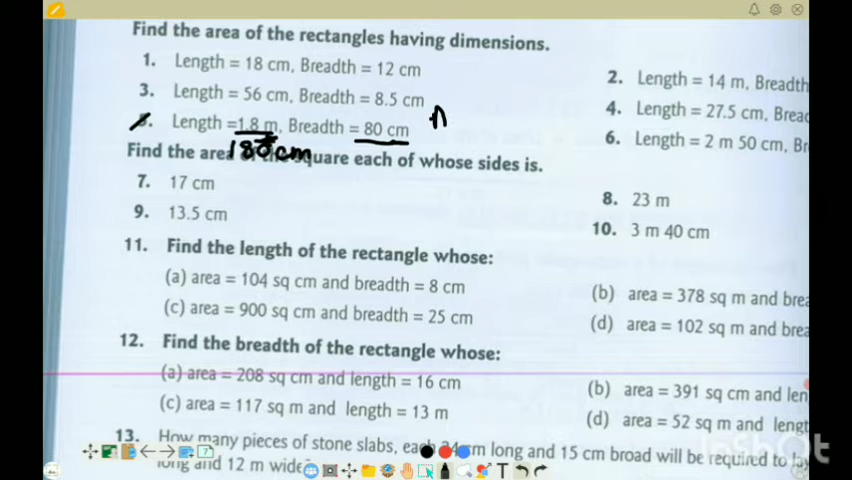 Find the area of the rectangles having dimensions.
1. Length = 18 cm, Breadth = 12 cm
2. Length = 14 m, Breadth
3. Length = 56 cm, Breadth = 8.5 cm
4. Length = 27.5 cm, Brea
5. Length =1.8 m, Breadth = 80 cm
6. Length = 2 m 50 cm, Br
180cm
Find the area of the square each of whose sides is.
7. 17 cm
8. 23 m
9. 13.5 cm
10. 3 m 40 cm
11. Find the length of the rectangle whose:
(a) area = 104 sq cm and breadth = 8 cm
(b) area = 378 sq m and brea
(c) area = 900 sq cm and breadth = 25 cm
(d) area = 102 sq m and brea
12. Find the breadth of the rectangle whose:
(a) area = 208 sq cm and length = 16 cm
(b) area = 391 sq cm and len
(c) area = 117 sq m and length = 13 m
(d) area = 52 sq m and lengt
13. How many pieces of stone slabs, each 24 cm long and 15 cm broad will be required to lay
long and 12 m wide
InShOt